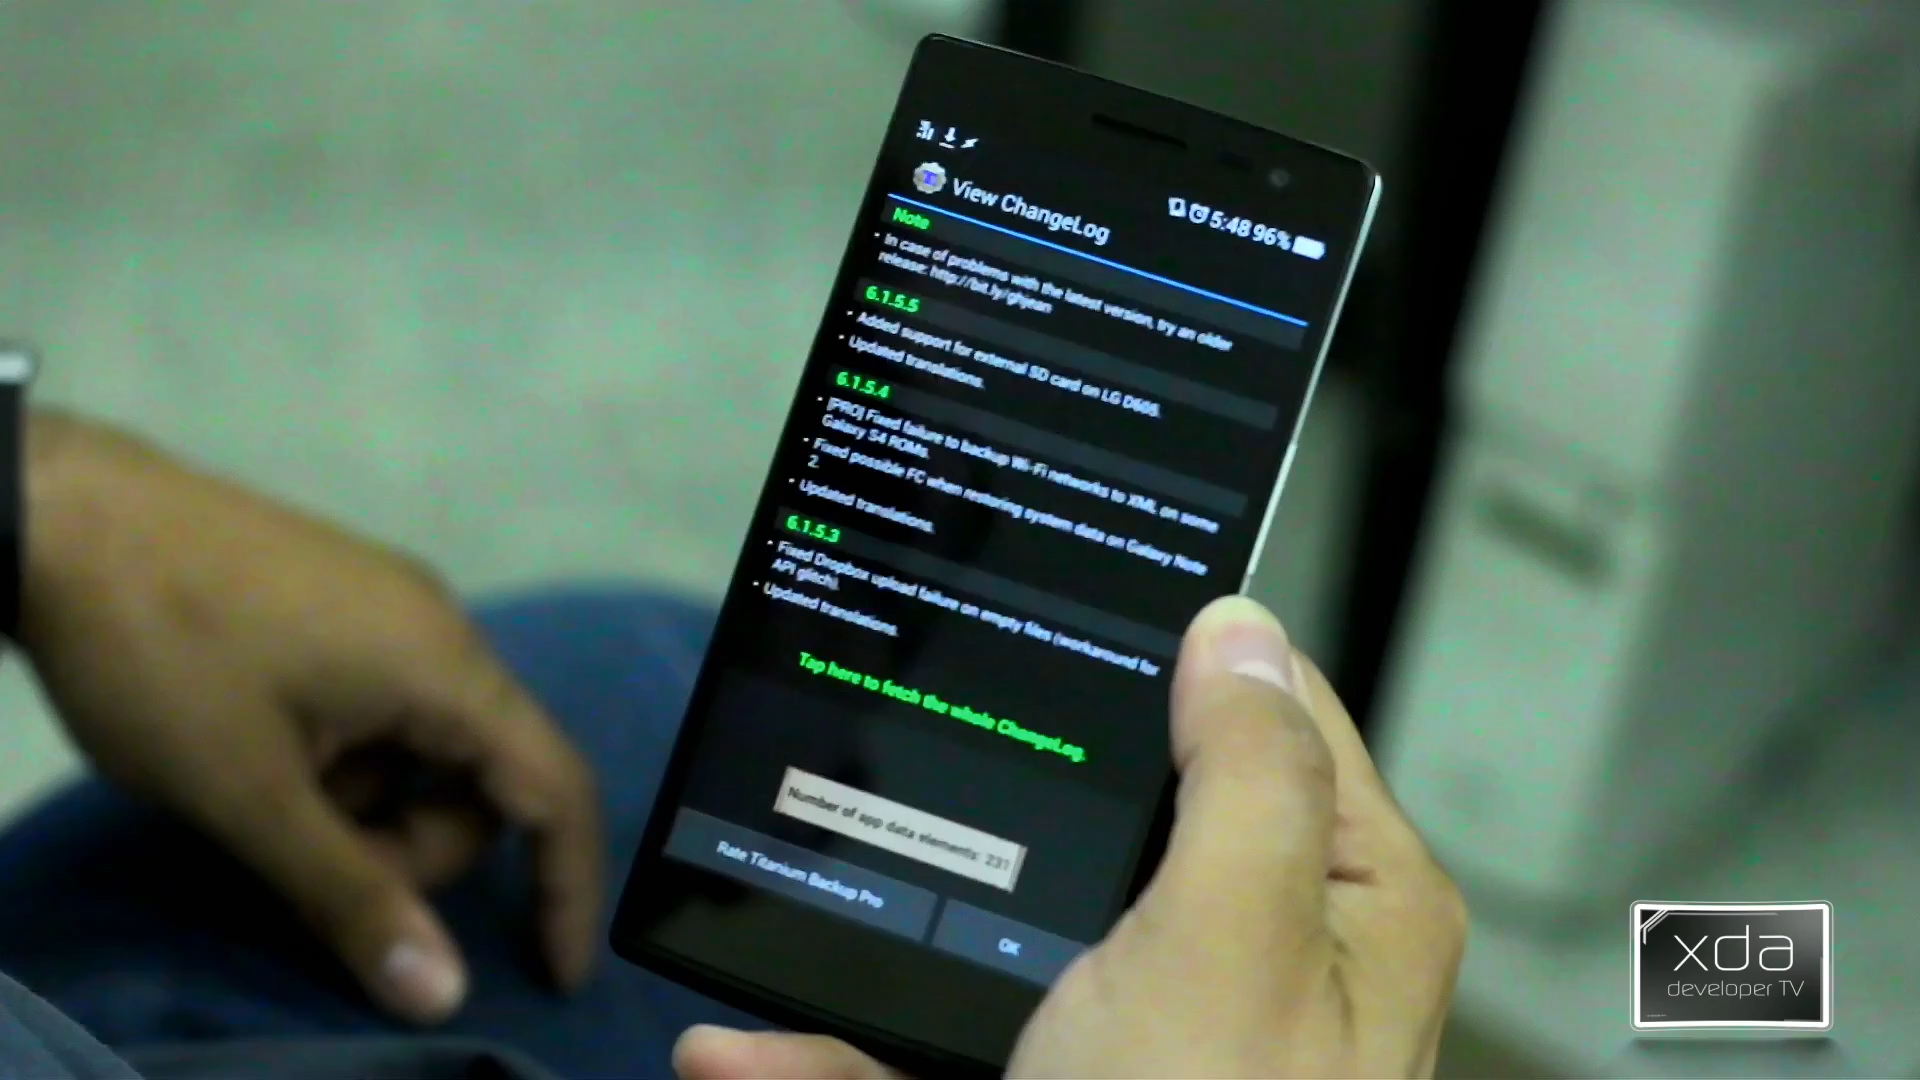 5:48 96%
View ChangeLog
Note
• In case of problems with the latest version, try an older
release: http://bit.ly/ghjean
6.1.5.5
• Added support for external SD card on LG D605.
• Updated translations.
6.1.5.4
• [PRO] Fixed failure to backup Wi-Fi networks to XML on some
Galaxy S4 ROMs.
• Fixed possible FC when restoring system data on Galaxy Note
2.
• Updated translations.
6.1.5.3
• Fixed Dropbox upload failure on empty files (workaround for
API glitch).
• Updated translations.
Tap here to fetch the whole ChangeLog.
Number of app data elements: 231
Rate Titanium Backup Pro
OK
xda
developer TV